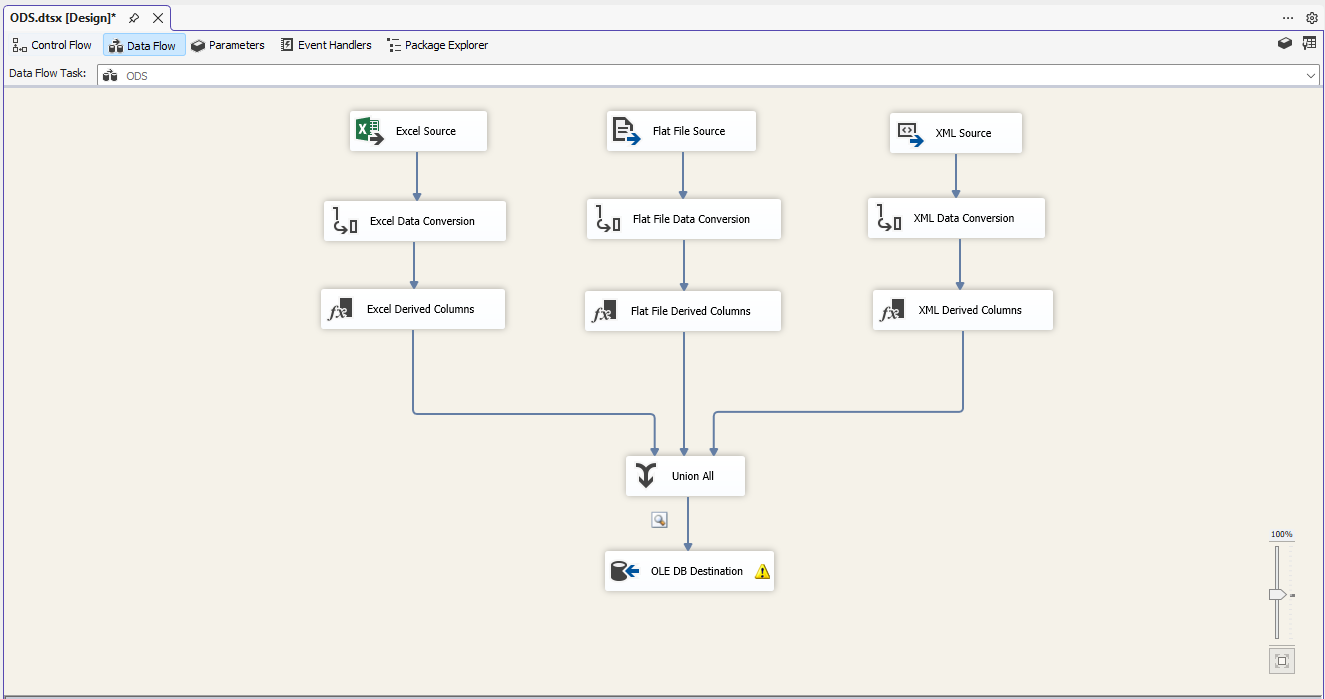 ODS.dtsx [Design]*
Control Flow Data Flow Parameters Event Handlers Package Explorer
Data Flow Task: ODS
Excel Source Flat File Source XML Source
Excel Data Conversion Flat File Data Conversion XML Data Conversion
Excel Derived Columns Flat File Derived Columns XML Derived Columns
Union All
100%
OLE DB Destination